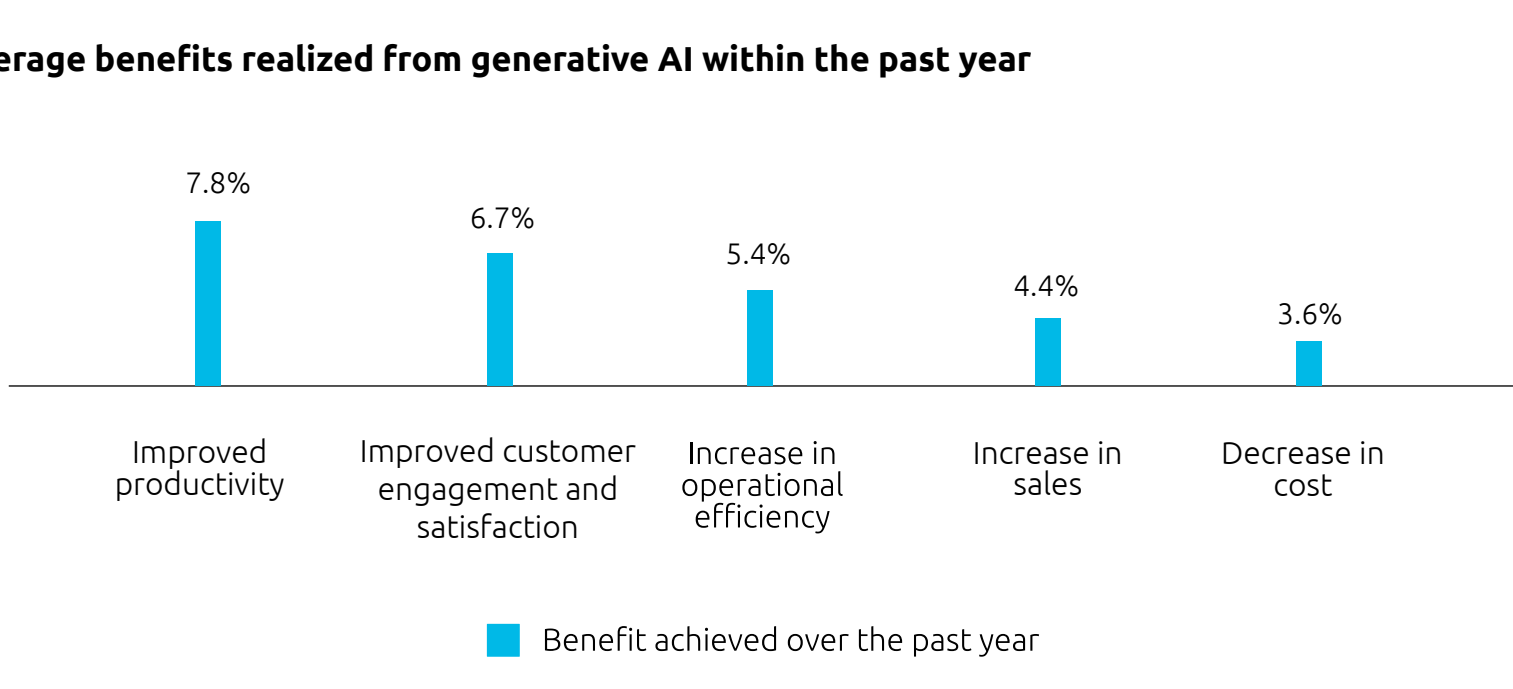 erage benefits realized from generative AI within the past year
7.8%
6.7%
5.4%
4.4%
3.6%
Improved
productivity
Improved customer
engagement and
satisfaction
Increase in
operational
efficiency
Increase in
sales
Decrease in
cost
Benefit achieved over the past year